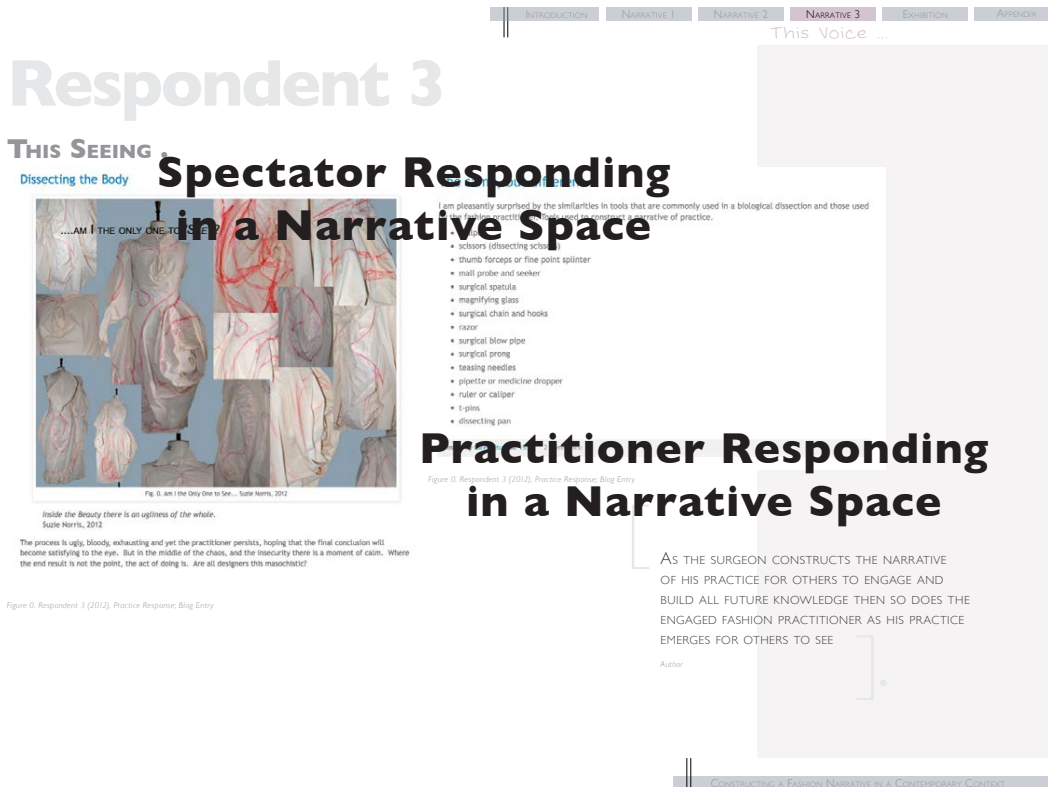 INTRODUCTION
NARRATIVE 1
NARRATIVE 2
NARRATIVE 3
EXHIBITION
APPENDIX
This Voice ...
Respondent 3
THIS SEEING .
Spectator Responding
in a Narrative Space
Dissecting the Body
....AM I THE ONLY ONE TO
Fig. 0. Am I the Only One to See... Suzie Norris, 2012
Inside the Beauty there is an ugliness of the whole.
Suzie Norris, 2012
The process is ugly, bloody, exhausting and yet the practitioner persists, hoping that the final conclusion will
become satisfying to the eye. But in the middle of the chaos, and the insecurity there is a moment of calm. Where
the end result is not the point, the act of doing is. Are all designers this masochistic?
Figure 0. Respondent 3 (2012), Practice Response; Blog Entry
I am pleasantly surprised by the similarities in tools that are commonly used in a biological dissection and those used
the fashion Tools used to construct a narrative of practice.
• scissors (dissecting scissors)
• thumb forceps or fine point splinter
• mall probe and seeker
• surgical spatula
• magnifying glass
• surgical chain and hooks
• razor
• surgical blow pipe
• surgical prong
• teasing needles
• pipette or medicine dropper
• ruler or caliper
• t-pins
• dissecting pan
Practitioner Responding
in a Narrative Space
Figure 0. Respondent 3 (2012), Practice Response; Blog Entry
[
AS THE SURGEON CONSTRUCTS THE NARRATIVE
OF HIS PRACTICE FOR OTHERS TO ENGAGE AND
BUILD ALL FUTURE KNOWLEDGE THEN SO DOES THE
ENGAGED FASHION PRACTITIONER AS HIS PRACTICE
EMERGES FOR OTHERS TO SEE
Author
].
CONSTRUCTING A FASHION NARRATIVE IN A CONTEMPORARY CONTEXT